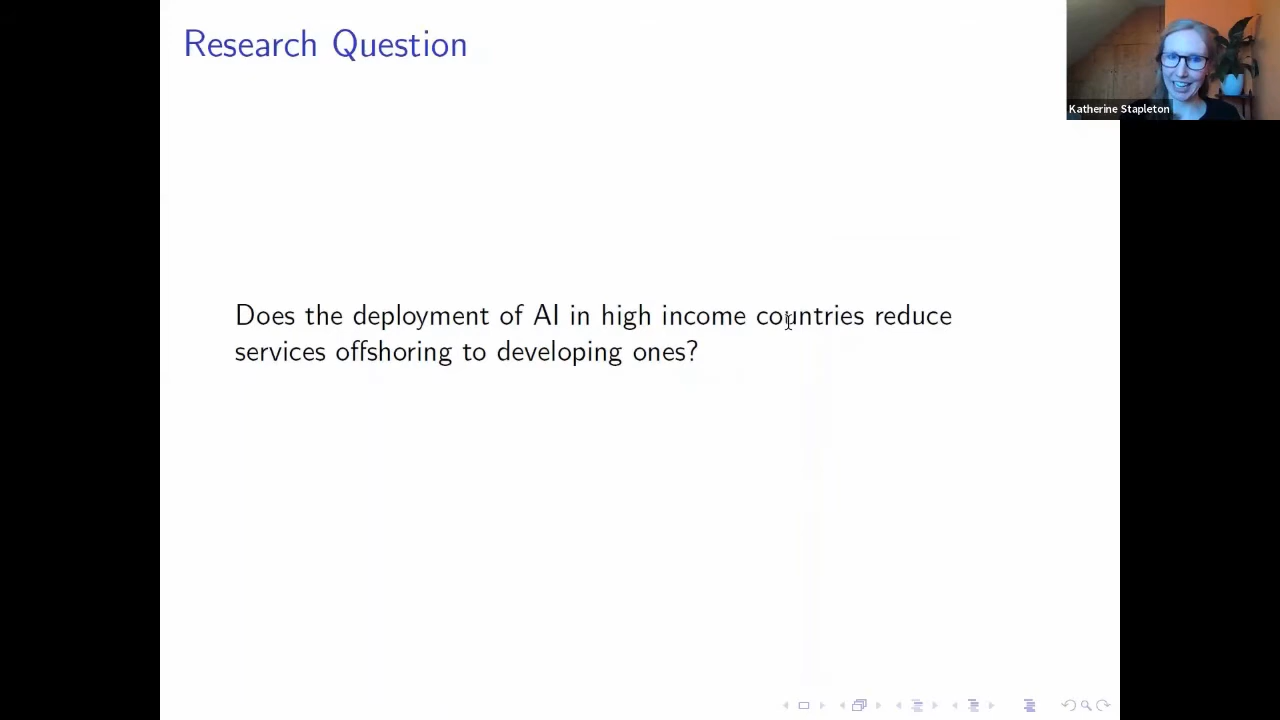 Research Question
Katherine Stapleton
Does the deployment of AI in high income countries reduce
services offshoring to developing ones?